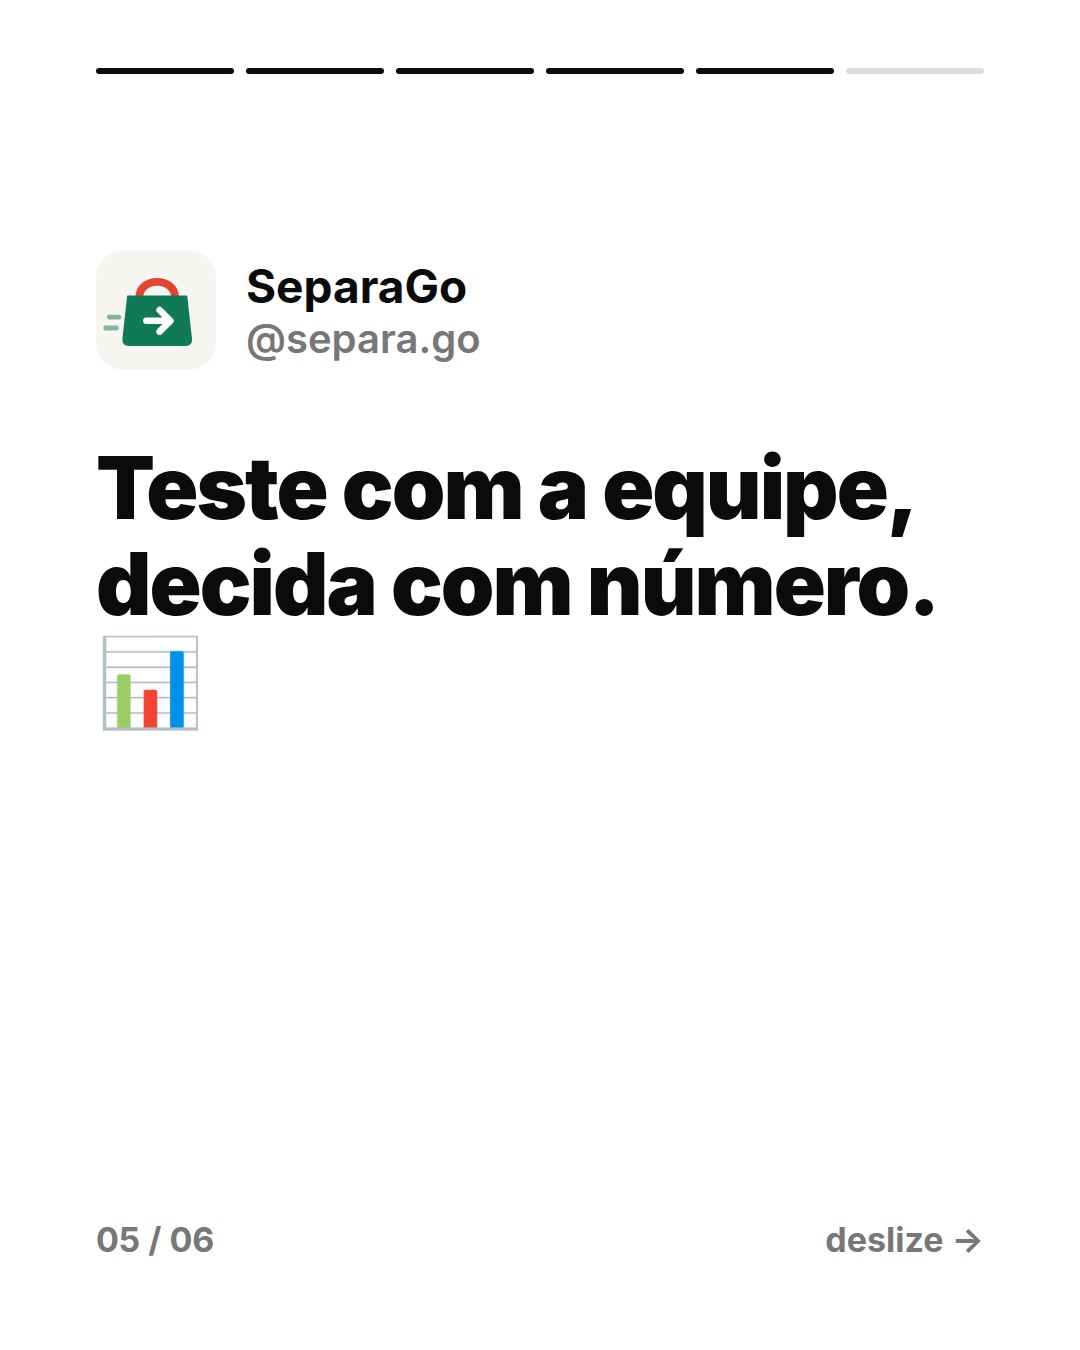 SeparaGo
@separa.go
Teste com a equipe,
decida com número.
📊
05 / 06
deslize →